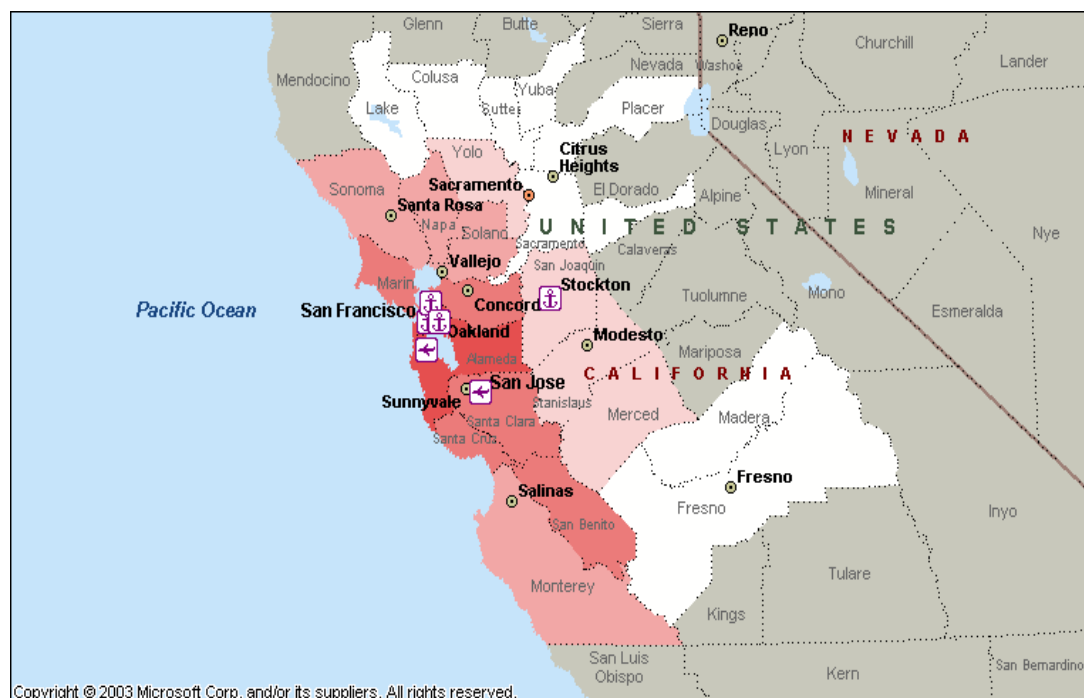 Glenn
Butte
Sierra
Reno
Churchill
Lander
Mendocino
Colusa
Nevada
Washoe
Yuba
Lake
Sutter
Placer
Douglas
NEVADA
Lyon
Citrus
Heights
Yolo
Sonoma
Sacramento
El Dorado
Alpine
Mineral
Santa Rosa
Napa
Solano
UNITED STATES
Nye
Sacramento
Calaveras
Vallejo
San Joaquin
Marin
Stockton
Mono
Tuolumne
Pacific Ocean
San Francisco
Concord
Esmeralda
Oakland
Modesto
Alameda
Mariposa
CALIFORNIA
San Jose
Sunnyvale
Stanislaus
Merced
Madera
Santa Clara
Santa Cruz
Fresno
Salinas
Fresno
San Benito
Inyo
Monterey
Tulare
Kings
San Luis
Obispo
Kern
San Bernardino
Copyright © 2003 Microsoft Corp. and/or its suppliers. All rights reserved.